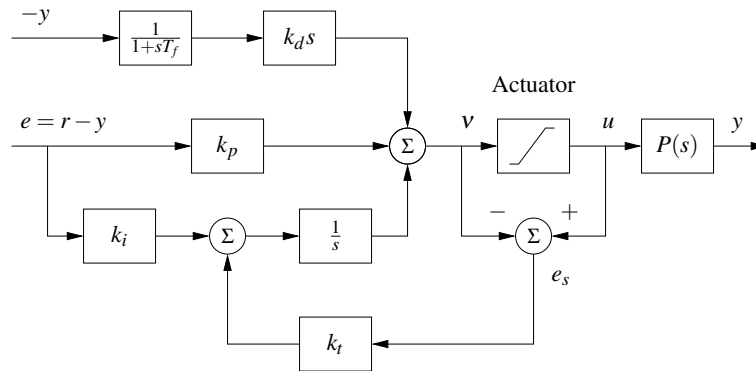 −y
1
1+sT_f
k_d s
Actuator
e = r − y
k_p
Σ
ν
u
P(s)
y
− +
k_i
Σ
1
s
Σ
e_s
k_t